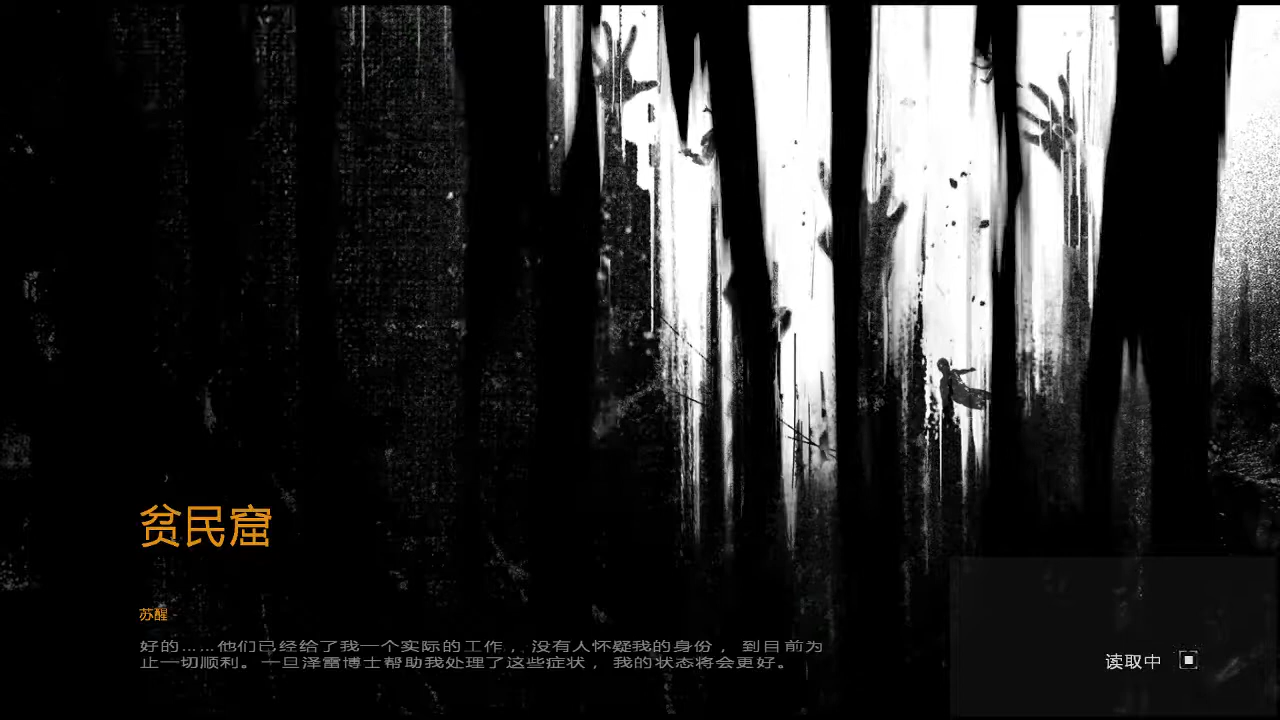 贫民窟
苏醒 -
好的……他们已经给了我一个实际的工作，没有人怀疑我的身份，到目前为
止一切顺利。一旦泽雷博士帮助我处理了这些症状，我的状态将会更好。
读取中